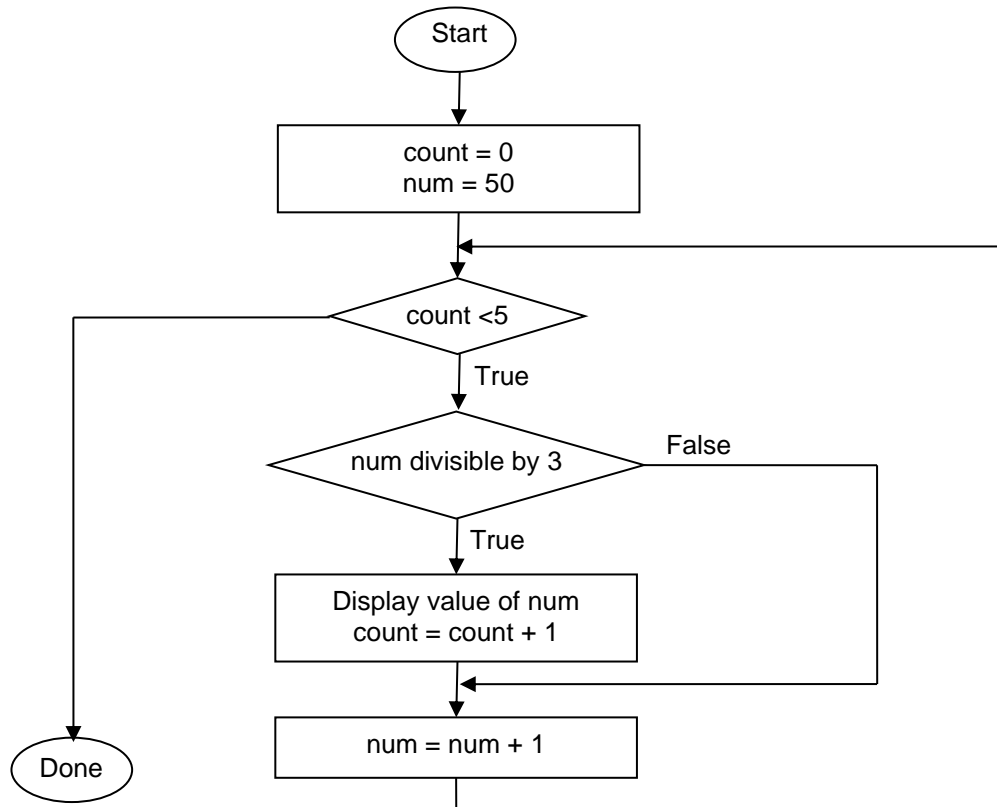 Start
count = 0
num = 50
count <5
True
num divisible by 3
False
True
Display value of num
count = count + 1
num = num + 1
Done